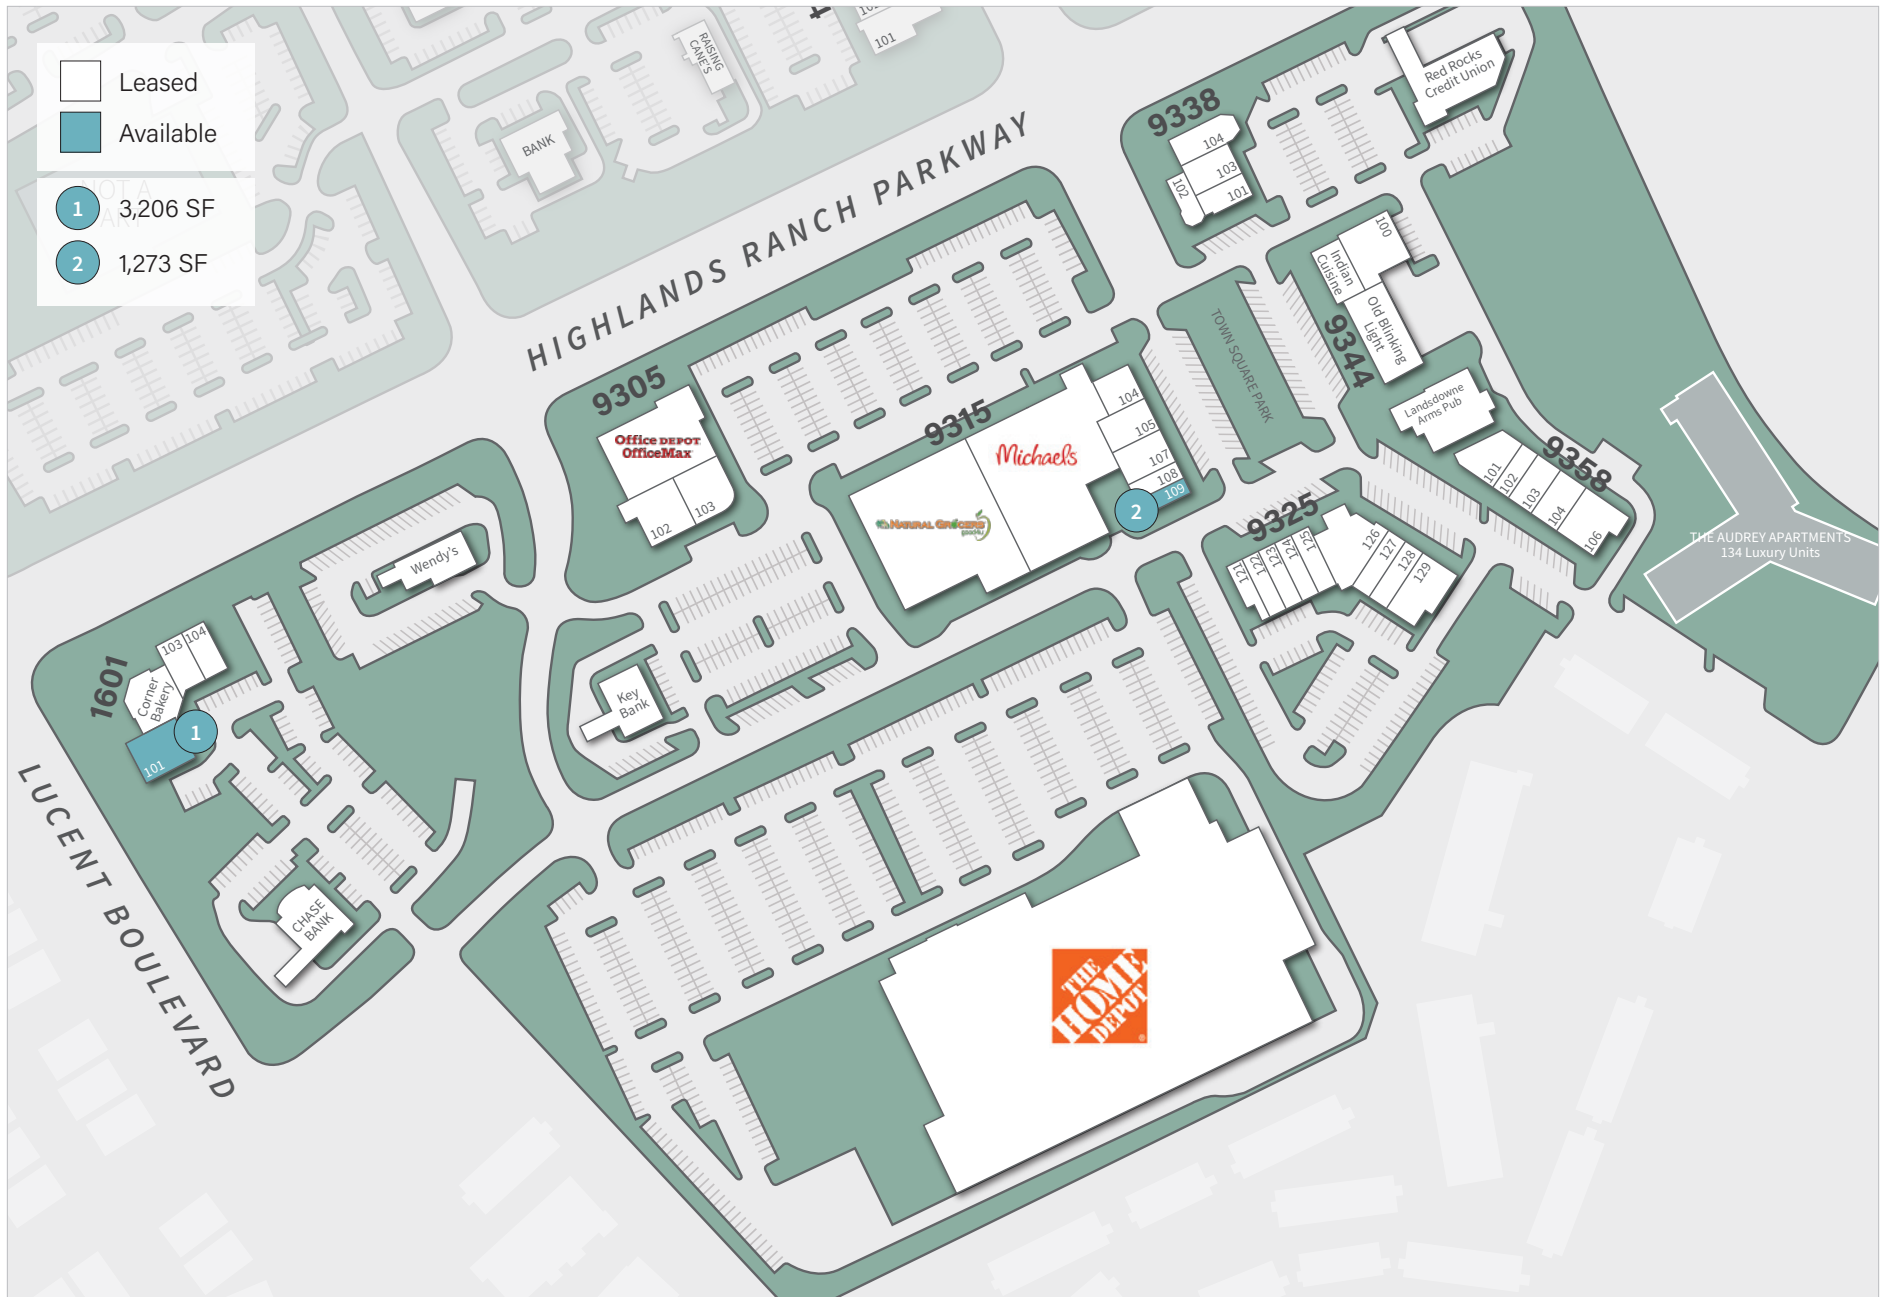 Leased
Available
NOT A
PART
1
3,206 SF
2
1,273 SF
BANK
RAISING
CANE'S
101
HIGHLANDS RANCH PARKWAY
9338
104
103
102
101
Red Rocks
Credit Union
100
Indian
Cuisine
Old Blinking
Light
9344
TOWN SQUARE PARK
Landsdowne
Arms Pub
9358
101
102
103
104
106
THE AUDREY APARTMENTS
134 Luxury Units
9305
Office DEPOT
OfficeMax
102
103
9315
Michaels
NATURAL GROCERS
104
105
107
108
109
2
9325
121
122
123
124
125
126
127
128
129
Wendy's
1601
103
104
Corner
Bakery
1
101
Key
Bank
CHASE
BANK
LUCENT BOULEVARD
THE
HOME
DEPOT